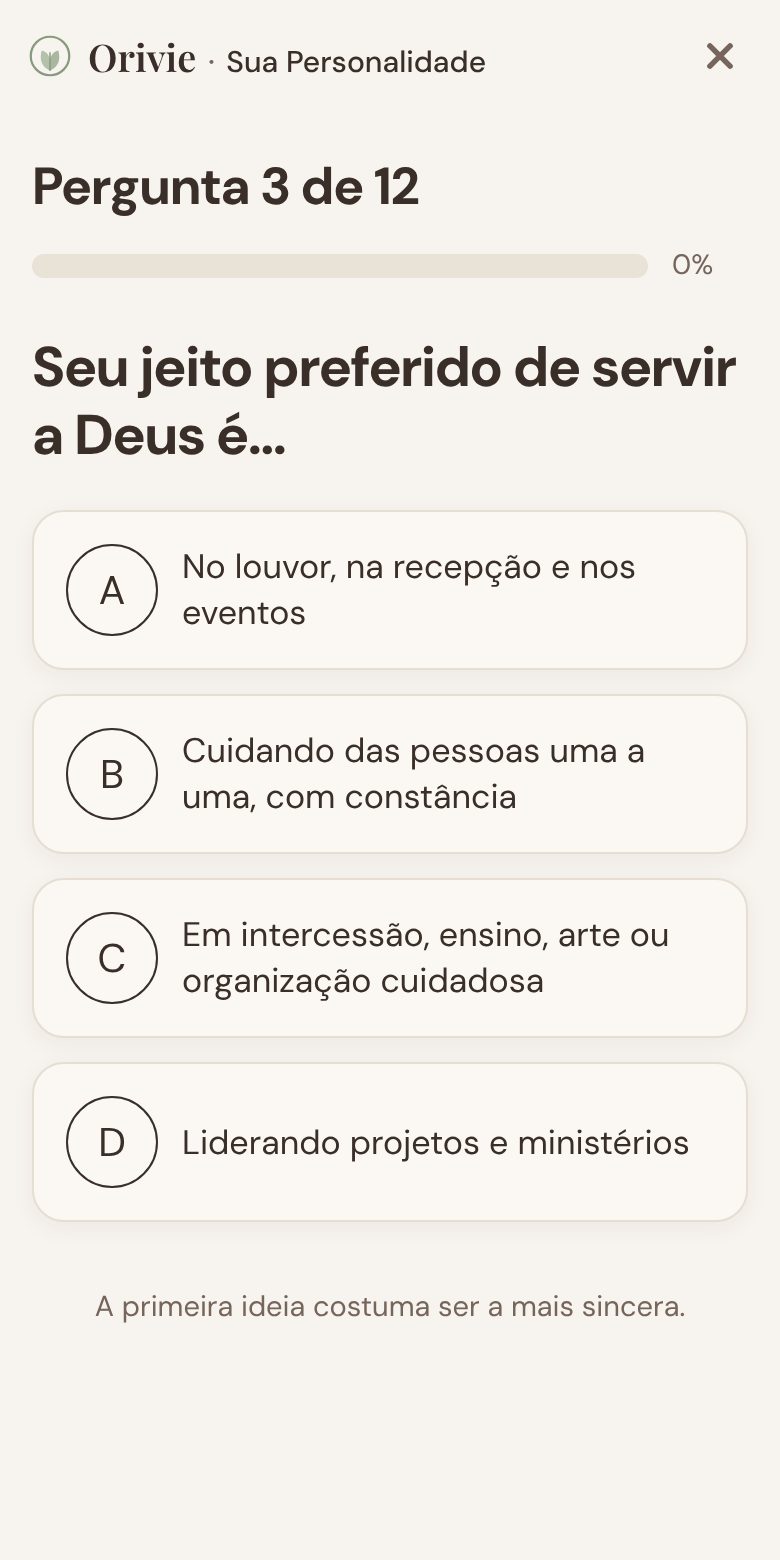 Orivie · Sua Personalidade
Pergunta 3 de 12
0%
Seu jeito preferido de servir
a Deus é...
A
No louvor, na recepção e nos
eventos
B
Cuidando das pessoas uma a
uma, com constância
C
Em intercessão, ensino, arte ou
organização cuidadosa
D
Liderando projetos e ministérios
A primeira ideia costuma ser a mais sincera.